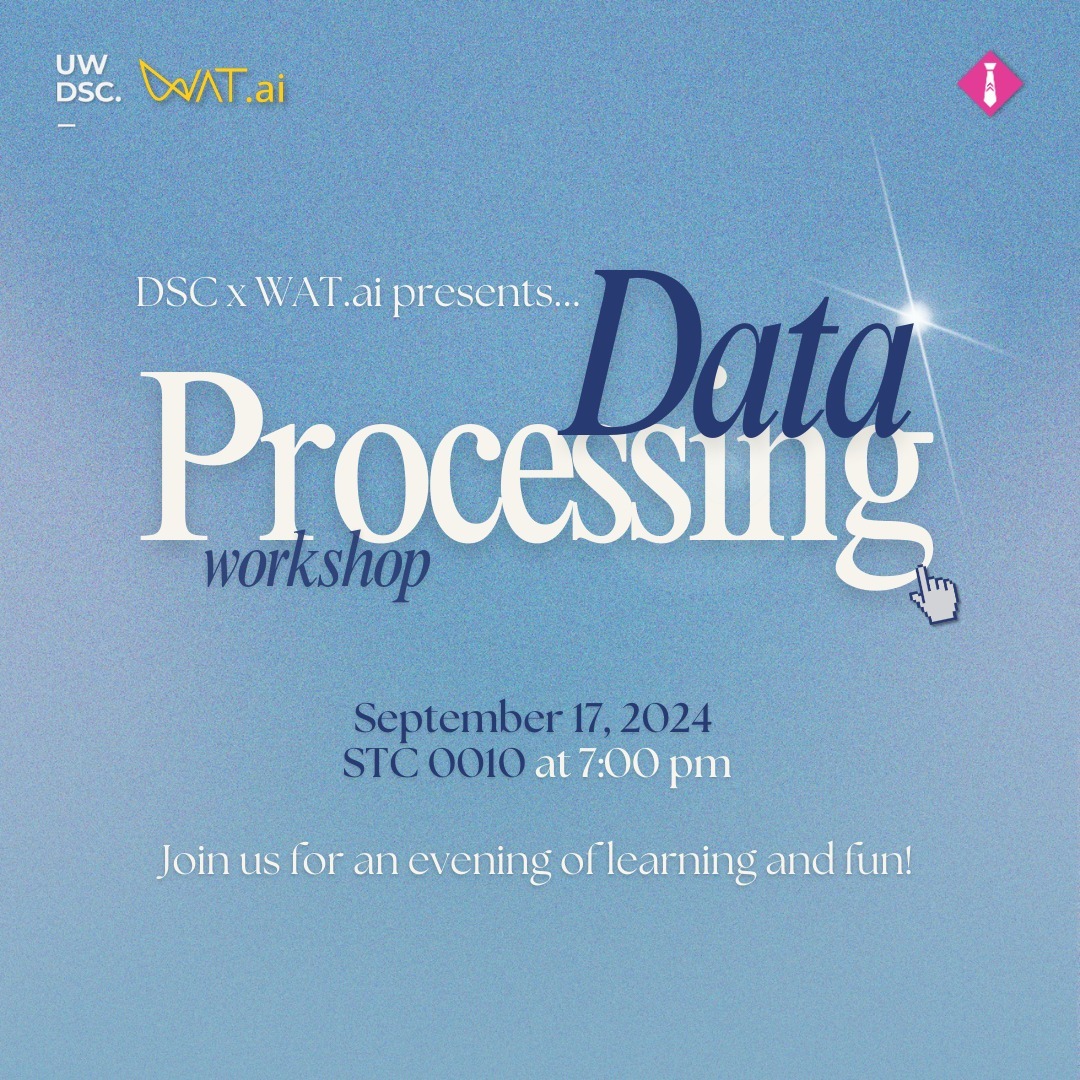 UW
DSC.
WAT.ai
DSC x WAT.ai presents...
Data
Processing
workshop
September 17, 2024
STC 0010 at 7:00 pm
Join us for an evening of learning and fun!